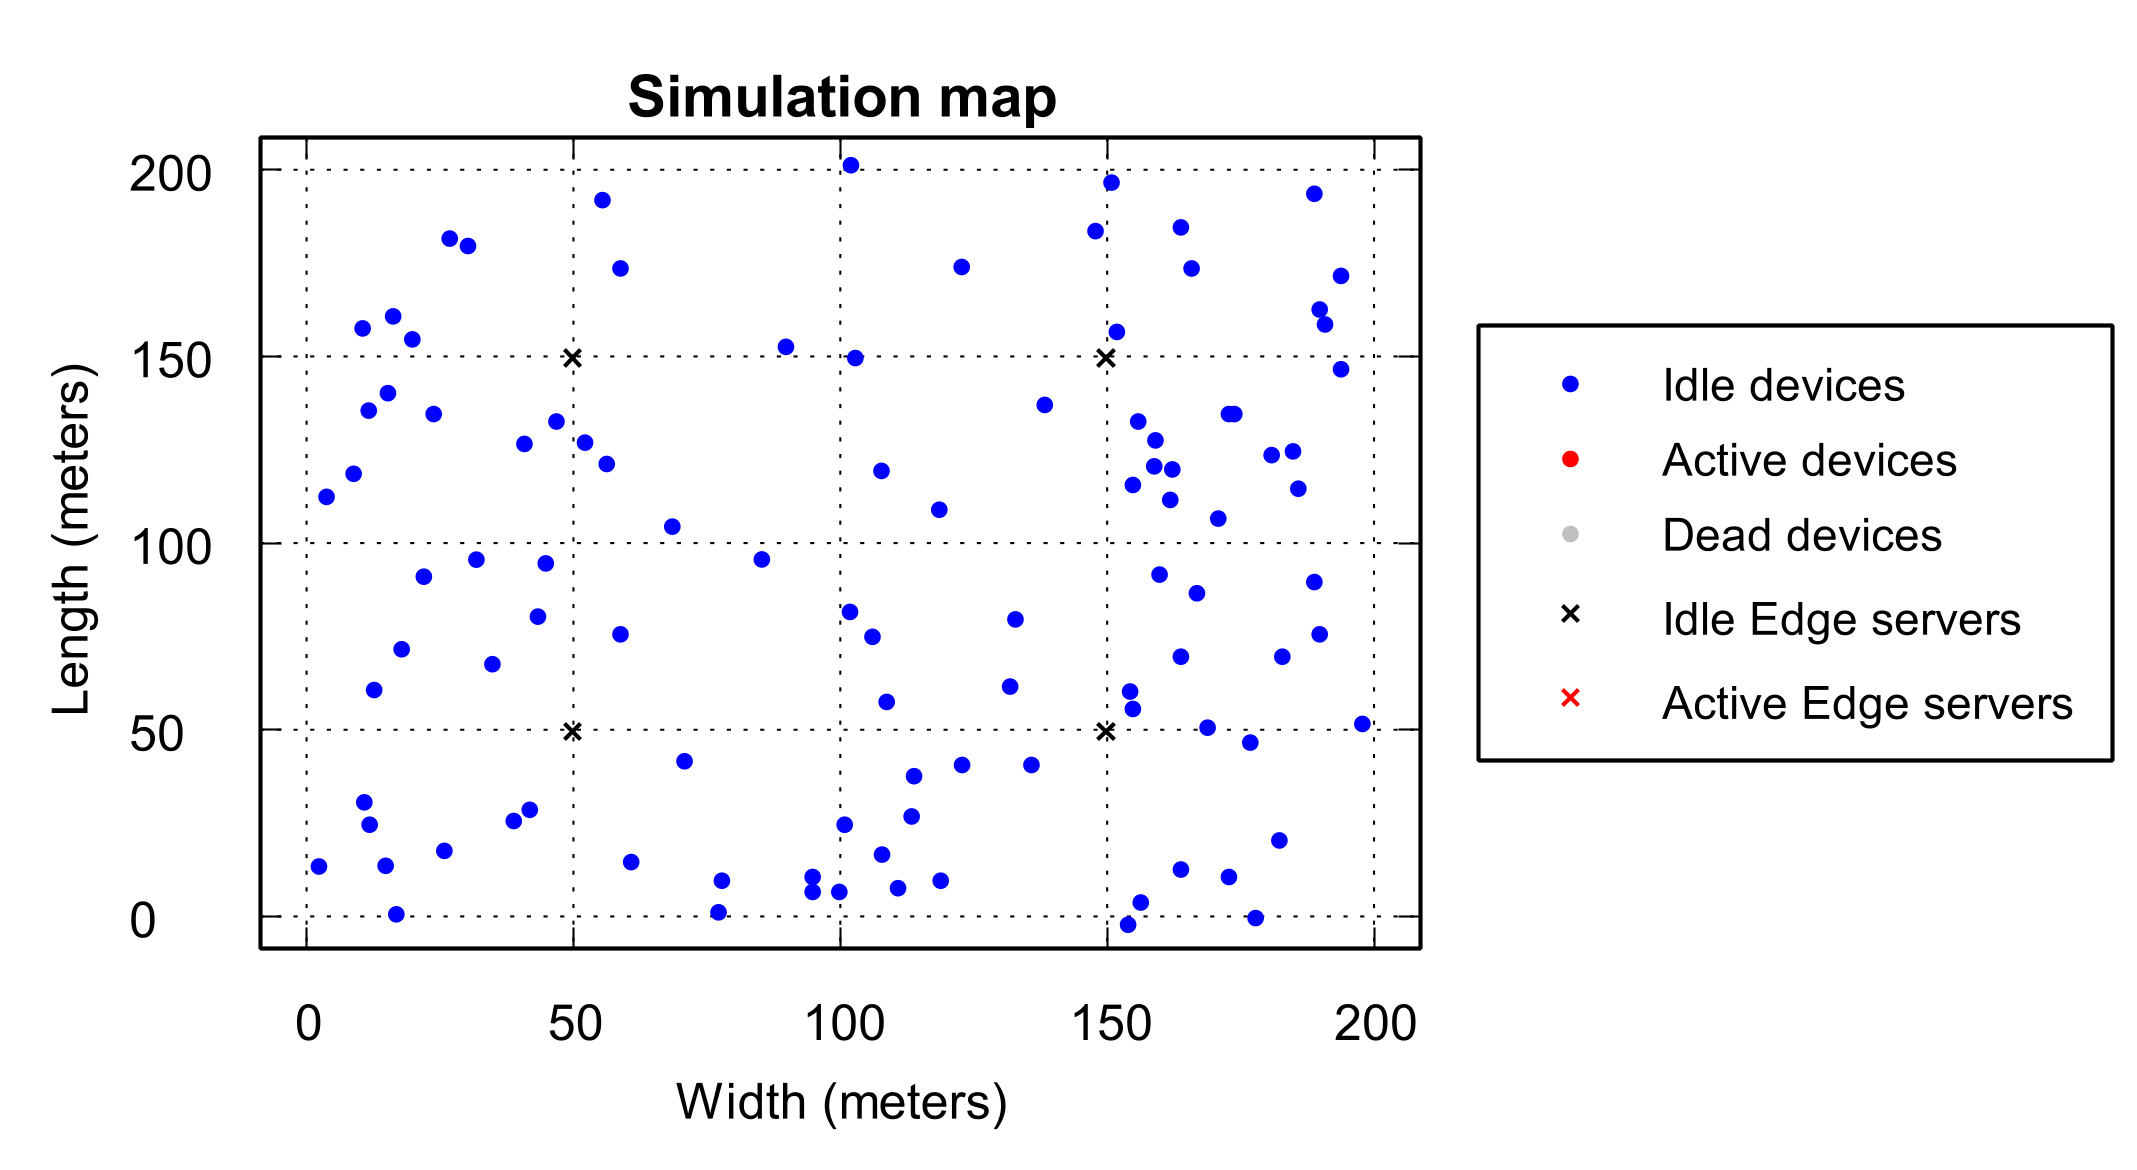 Simulation map
200
150
100
50
0
Length (meters)
0 50 100 150 200
Width (meters)
Idle devices
Active devices
Dead devices
Idle Edge servers
Active Edge servers